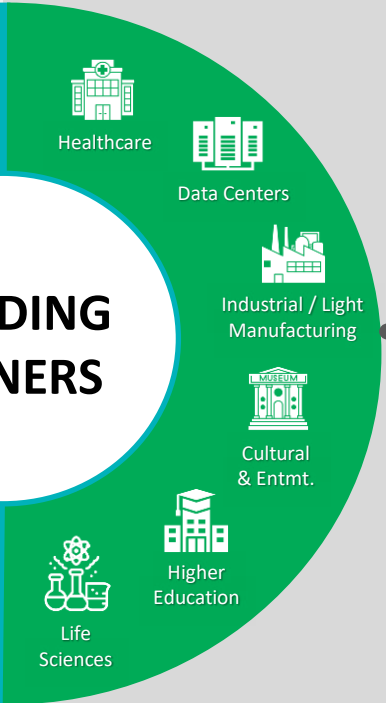 Healthcare
Data Centers
DING
NERS
Industrial / Light
Manufacturing
MUSEUM
Cultural
& Entmt.
Higher
Education
Life
Sciences